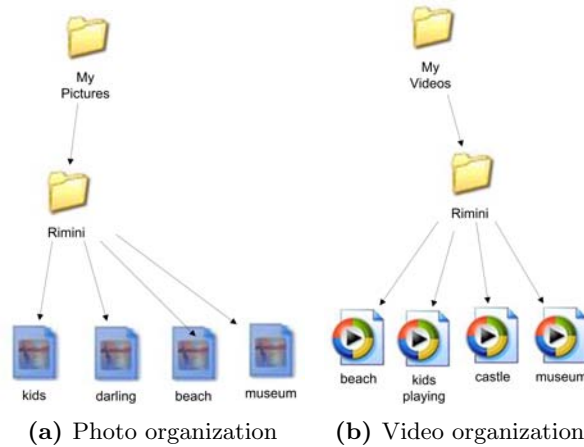 My
Pictures
Rimini
kids
darling
beach
museum
(a) Photo organization
My
Videos
Rimini
beach
kids
playing
castle
museum
(b) Video organization